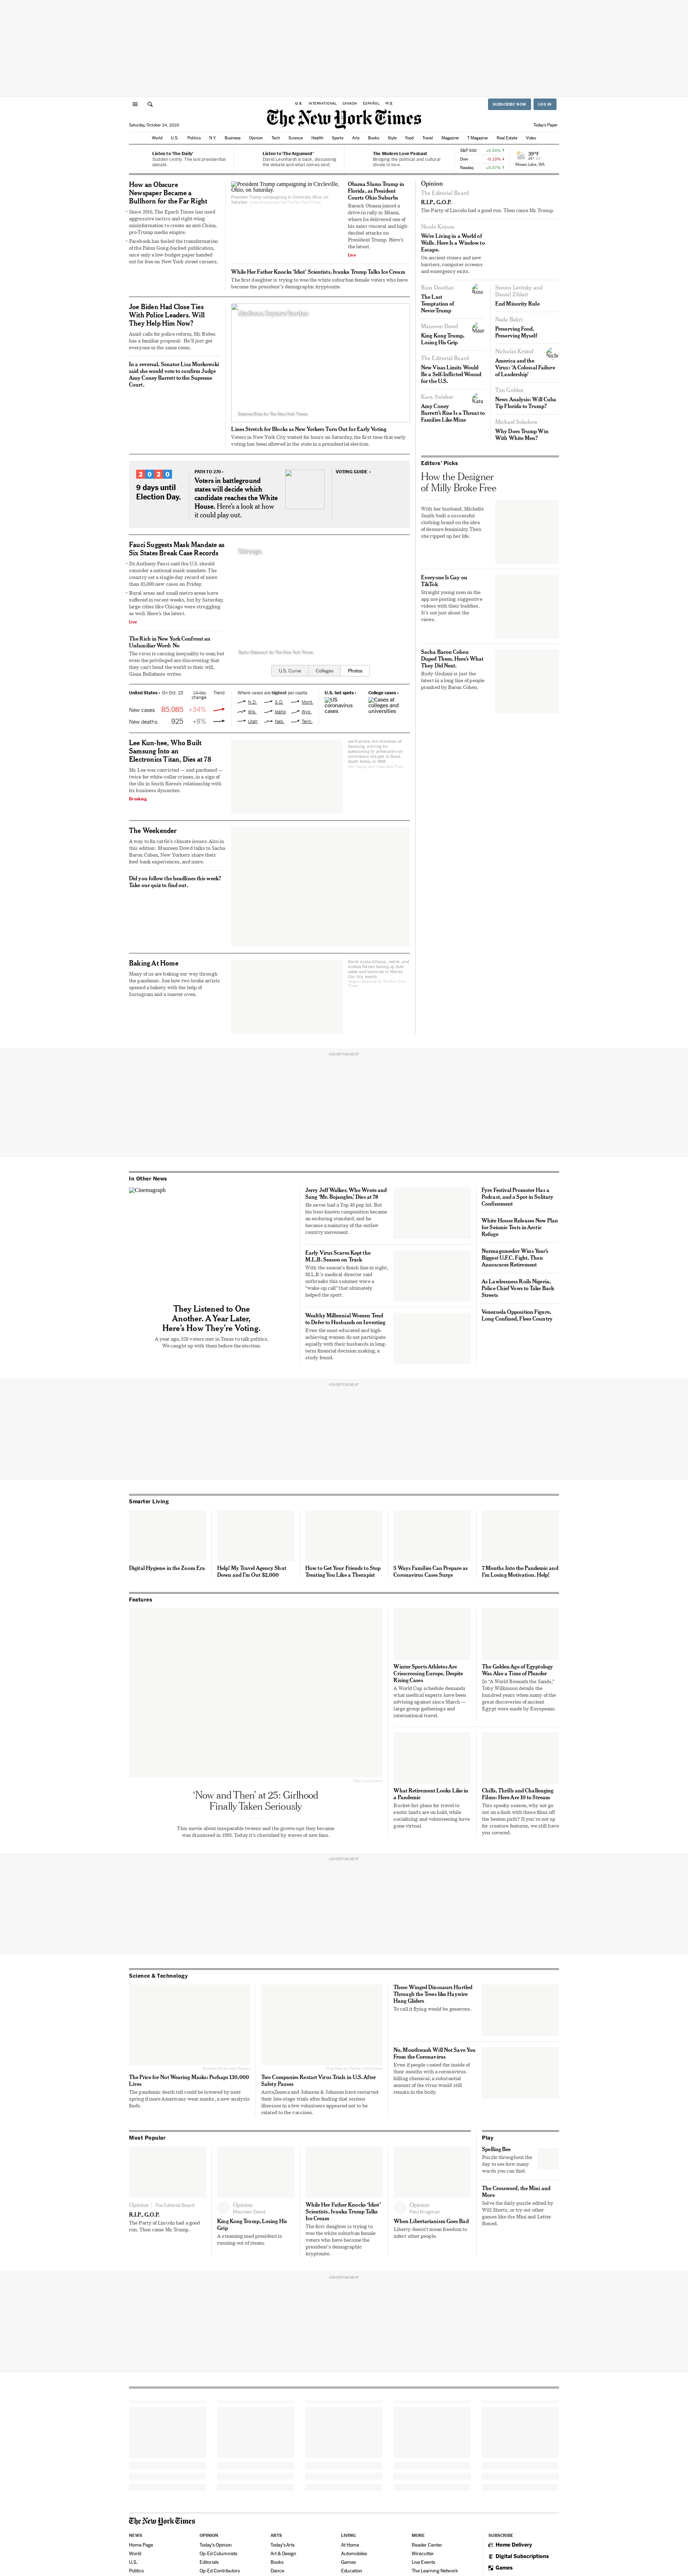 U.S.
INTERNATIONAL
CANADA
ESPAÑOL
中文
SUBSCRIBE NOW
LOG IN
The New York Times
Saturday, October 24, 2020
Today's Paper
World
U.S.
Politics
N.Y.
Business
Opinion
Tech
Science
Health
Sports
Arts
Books
Style
Food
Travel
Magazine
T Magazine
Real Estate
Video
Listen to 'The Daily'
Sudden civility: The last presidential
debate.
Listen to 'The Argument'
David Leonhardt is back, discussing
the debate and what comes next.
The Modern Love Podcast
Bridging the political and cultural
divide in love.
S&P 500 +0.34% ↑
Dow -0.10% ↓
Nasdaq +0.37% ↑
39°F
Moses Lake, WA
How an Obscure
Newspaper Became a
Bullhorn for the Far Right
Since 2016, The Epoch Times has used
aggressive tactics and right-wing
misinformation to create an anti-China,
pro-Trump media empire.
Facebook has fueled the transformation
of the Falun Gong-backed publication,
once only a low-budget paper handed
out for free on New York street corners.
President Trump campaigning in Circleville,
Ohio, on Saturday.
President Trump campaigning in Circleville, Ohio, on
Saturday.
Obama Slams Trump in
Florida, as President
Courts Ohio Suburbs
Barack Obama joined a
drive-in rally in Miami,
where he delivered one of
his most visceral and high-
decibel attacks on
President Trump. Here's
the latest.
Live
While Her Father Knocks 'Idiot' Scientists, Ivanka Trump Talks Ice Cream
The first daughter is trying to woo the white suburban female voters who have
become the president's demographic kryptonite.
Joe Biden Had Close Ties
With Police Leaders. Will
They Help Him Now?
Amid calls for police reform, Mr. Biden
has a familiar proposal: He'll just get
everyone in the same room.
In a reversal, Senator Lisa Murkowski
said she would vote to confirm Judge
Amy Coney Barrett to the Supreme
Court.
Madison Square Garden
Lines Stretch for Blocks as New Yorkers Turn Out for Early Voting
Voters in New York City waited for hours on Saturday, the first time that early
voting has been allowed in the state in a presidential election.
2020
9 days until
Election Day.
PATH TO 270 ›
Voters in battleground
states will decide which
candidate reaches the White
House. Here's a look at how
it could play out.
VOTING GUIDE ›
Fauci Suggests Mask Mandate as
Six States Break Case Records
Dr. Anthony Fauci said the U.S. should
consider a national mask mandate. The
country set a single-day record of more
than 85,000 new cases on Friday.
Rural areas and small metro areas have
suffered in recent weeks, but by Saturday,
large cities like Chicago were struggling
as well. Here's the latest.
Live
The Rich in New York Confront an
Unfamiliar Word: No
The virus is causing inequality to soar, but
even the privileged are discovering that
they can't bend the world to their will,
Ginia Bellafante writes.
Chicago
U.S. Curve
Colleges
Photos
United States › On Oct. 23
14-day
change
Trend
New cases 85,085 +34%
New deaths 925 +8%
Where cases are highest per capita
N.D.
S.D.
Mont.
Wis.
Idaho
Wyo.
Utah
Neb.
Tenn.
U.S. hot spots ›
US
coronavirus
cases
College cases ›
Cases at
colleges and
universities
Lee Kun-hee, Who Built
Samsung Into an
Electronics Titan, Dies at 78
Mr. Lee was convicted — and pardoned —
twice for white-collar crimes, in a sign of
the ills in South Korea's relationship with
its business dynasties.
Breaking
Lee Kun-hee, the chairman of
Samsung, arriving for
questioning by prosecutors on
tax-evasion charges in Seoul,
South Korea, in 2008.
The Weekender
A way to fix cattle's climate issues. Also in
this edition: Maureen Dowd talks to Sacha
Baron Cohen, New Yorkers share their
food bank experiences, and more.
Did you follow the headlines this week?
Take our quiz to find out.
Baking At Home
Many of us are baking our way through
the pandemic. See how two broke artists
opened a bakery with the help of
Instagram and a toaster oven.
Opinion
The Editorial Board
R.I.P., G.O.P.
The Party of Lincoln had a good run. Then came Mr. Trump.
Nicole Krauss
We're Living in a World of
Walls. Here Is a Window to
Escape.
On ancient stones and new
barriers, computer screens
and emergency exits.
Ross Douthat
The Last
Temptation of
NeverTrump
Ross
Maureen Dowd
King Kong Trump,
Losing His Grip
Maur
The Editorial Board
New Visas Limits Would
Be a Self-Inflicted Wound
for the U.S.
Kara Swisher
Amy Coney
Barrett's Rise Is a Threat to
Families Like Mine
Kara
Steven Levitsky and
Daniel Ziblatt
End Minority Rule
Nada Bakri
Preserving Food,
Preserving Myself
Nicholas Kristof
America and the
Virus: 'A Colossal Failure
of Leadership'
Nicho
Tim Golden
News Analysis: Will Cuba
Tip Florida to Trump?
Michael Sokolove
Why Does Trump Win
With White Men?
Editors' Picks
How the Designer
of Milly Broke Free
With her husband, Michelle
Smith built a successful
clothing brand on the idea
of demure femininity. Then
she ripped up her life.
Everyone Is Gay on
TikTok
Straight young men on the
app are posting suggestive
videos with their buddies.
It's not just about the
views.
Sacha Baron Cohen
Duped Them. Here's What
They Did Next.
Rudy Giuliani is just the
latest in a long line of people
pranked by Baron Cohen.
ADVERTISEMENT
In Other News
Cinemagraph
They Listened to One
Another. A Year Later,
Here's How They're Voting.
A year ago, 526 voters met in Texas to talk politics.
We caught up with them before the election.
Jerry Jeff Walker, Who Wrote and
Sang 'Mr. Bojangles,' Dies at 78
He never had a Top 40 pop hit. But
his best-known composition became
an enduring standard, and he
became a mainstay of the outlaw
country movement.
Early Virus Scares Kept the
M.L.B. Season on Track
With the season's finish line in sight,
M.L.B.'s medical director said
outbreaks this summer were a
"wake-up call" that ultimately
helped the sport.
Wealthy Millennial Women Tend
to Defer to Husbands on Investing
Even the most educated and high-
achieving women do not participate
equally with their husbands in long-
term financial decision making, a
study found.
Fyre Festival Promoter Has a
Podcast, and a Spot in Solitary
Confinement
White House Releases New Plan
for Seismic Tests in Arctic
Refuge
Nurmagomedov Wins Year's
Biggest U.F.C. Fight, Then
Announces Retirement
As Lawlessness Roils Nigeria,
Police Chief Vows to Take Back
Streets
Venezuela Opposition Figure,
Long Confined, Flees Country
ADVERTISEMENT
Smarter Living
Digital Hygiene in the Zoom Era
Help! My Travel Agency Shut
Down and I'm Out $2,000
How to Get Your Friends to Stop
Treating You Like a Therapist
5 Ways Families Can Prepare as
Coronavirus Cases Surge
7 Months Into the Pandemic and
I'm Losing Motivation. Help!
Features
'Now and Then' at 25: Girlhood
Finally Taken Seriously
This movie about inseparable tweens and the grown-ups they became
was dismissed in 1995. Today it's cherished by waves of new fans.
Winter Sports Athletes Are
Crisscrossing Europe, Despite
Rising Cases
A World Cup schedule demands
what medical experts have been
advising against since March —
large group gatherings and
international travel.
The Golden Age of Egyptology
Was Also a Time of Plunder
In "A World Beneath the Sands,"
Toby Wilkinson details the
hundred years when many of the
great discoveries of ancient
Egypt were made by Europeans.
What Retirement Looks Like in
a Pandemic
Bucket-list plans for travel to
exotic lands are on hold, while
socializing and volunteering have
gone virtual.
Chills, Thrills and Challenging
Films: Here Are 10 to Stream
This spooky season, why not go
out on a limb with these films off
the beaten path? If you're not up
for creature features, we still have
you covered.
ADVERTISEMENT
Science & Technology
The Price for Not Wearing Masks: Perhaps 130,000
Lives
The pandemic death toll could be lowered by next
spring if more Americans wear masks, a new analysis
finds.
Two Companies Restart Virus Trials in U.S. After
Safety Pauses
AstraZeneca and Johnson & Johnson have restarted
their late-stage trials after finding that serious
illnesses in a few volunteers appeared not to be
related to the vaccines.
These Winged Dinosaurs Hurtled
Through the Trees like Haywire
Hang Gliders
To call it flying would be generous.
No, Mouthwash Will Not Save You
From the Coronavirus
Even if people coated the inside of
their mouths with a coronavirus-
killing chemical, a substantial
amount of the virus would still
remain in the body.
Most Popular
Opinion | The Editorial Board
R.I.P., G.O.P.
The Party of Lincoln had a good
run. Then came Mr. Trump.
Opinion
Maureen Dowd
King Kong Trump, Losing His
Grip
A steaming mad president is
running out of steam.
While Her Father Knocks 'Idiot'
Scientists, Ivanka Trump Talks
Ice Cream
The first daughter is trying to
woo the white suburban female
voters who have become the
president's demographic
kryptonite.
Opinion
Paul Krugman
When Libertarianism Goes Bad
Liberty doesn't mean freedom to
infect other people.
Play
Spelling Bee
Puzzle throughout the
day to see how many
words you can find.
The Crossword, the Mini and
More
Solve the daily puzzle edited by
Will Shortz, or try out other
games like the Mini and Letter
Boxed.
ADVERTISEMENT
The New York Times
NEWS
Home Page
World
U.S.
Politics
OPINION
Today's Opinion
Op-Ed Columnists
Editorials
Op-Ed Contributors
ARTS
Today's Arts
Art & Design
Books
Dance
LIVING
At Home
Automobiles
Games
Education
MORE
Reader Center
Wirecutter
Live Events
The Learning Network
SUBSCRIBE
Home Delivery
Digital Subscriptions
Games